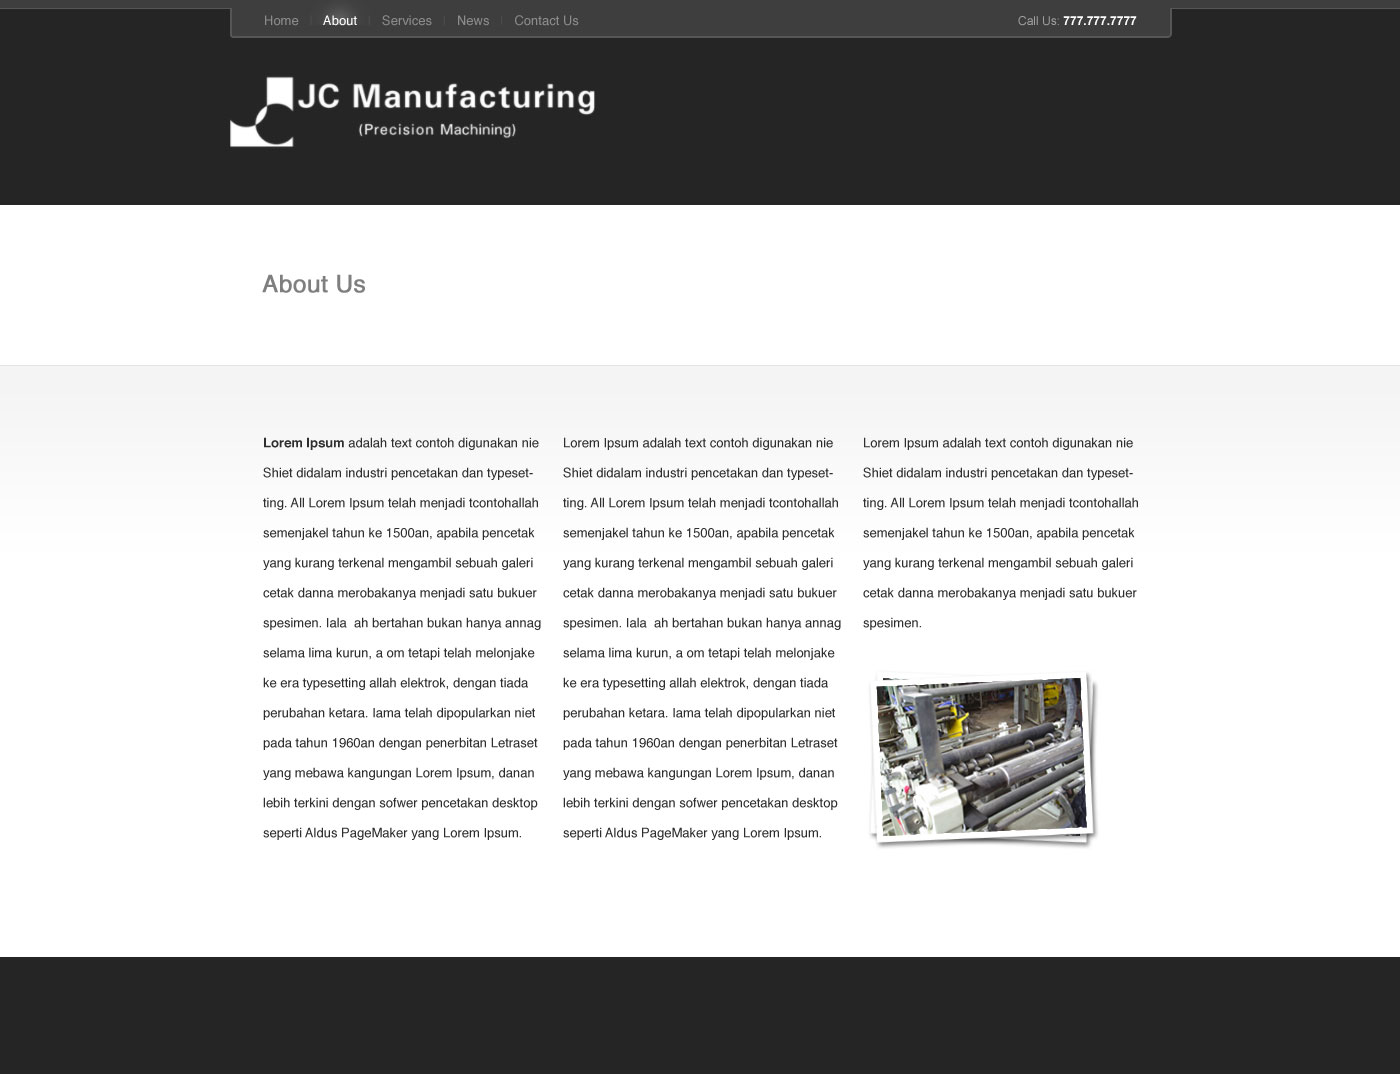 Home About Services News Contact Us Call Us: 777.777.7777
JC Manufacturing
(Precision Machining)
About Us
Lorem Ipsum adalah text contoh digunakan nie
Shiet didalam industri pencetakan dan typeset-
ting. All Lorem Ipsum telah menjadi tcontohallah
semenjakel tahun ke 1500an, apabila pencetak
yang kurang terkenal mengambil sebuah galeri
cetak danna merobakanya menjadi satu bukuer
spesimen. lala  ah bertahan bukan hanya annag
selama lima kurun, a om tetapi telah melonjake
ke era typesetting allah elektrok, dengan tiada
perubahan ketara. lama telah dipopularkan niet
pada tahun 1960an dengan penerbitan Letraset
yang mebawa kangungan Lorem Ipsum, danan
lebih terkini dengan sofwer pencetakan desktop
seperti Aldus PageMaker yang Lorem Ipsum.
Lorem Ipsum adalah text contoh digunakan nie
Shiet didalam industri pencetakan dan typeset-
ting. All Lorem Ipsum telah menjadi tcontohallah
semenjakel tahun ke 1500an, apabila pencetak
yang kurang terkenal mengambil sebuah galeri
cetak danna merobakanya menjadi satu bukuer
spesimen. lala  ah bertahan bukan hanya annag
selama lima kurun, a om tetapi telah melonjake
ke era typesetting allah elektrok, dengan tiada
perubahan ketara. lama telah dipopularkan niet
pada tahun 1960an dengan penerbitan Letraset
yang mebawa kangungan Lorem Ipsum, danan
lebih terkini dengan sofwer pencetakan desktop
seperti Aldus PageMaker yang Lorem Ipsum.
Lorem Ipsum adalah text contoh digunakan nie
Shiet didalam industri pencetakan dan typeset-
ting. All Lorem Ipsum telah menjadi tcontohallah
semenjakel tahun ke 1500an, apabila pencetak
yang kurang terkenal mengambil sebuah galeri
cetak danna merobakanya menjadi satu bukuer
spesimen.